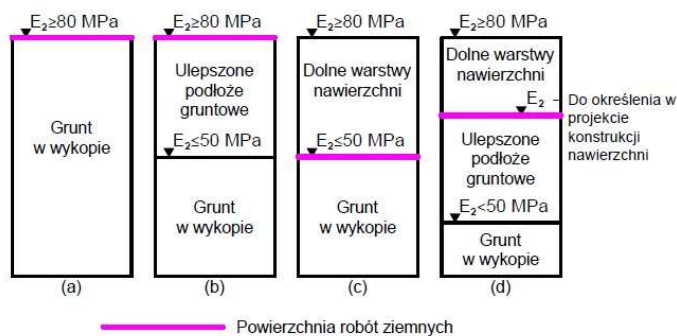 E₂≥80 MPa
Grunt
w wykopie
(a)
E₂≥80 MPa
Ulepszone
podłoże
gruntowe
E₂≤50 MPa
Grunt
w wykopie
(b)
E₂≥80 MPa
Dolne warstwy
nawierzchni
E₂≤50 MPa
Grunt
w wykopie
(c)
E₂≥80 MPa
Dolne warstwy
nawierzchni
E₂ – Do określenia w
projekcie
konstrukcji
nawierzchni
Ulepszone
podłoże
gruntowe
E₂<50 MPa
Grunt
w wykopie
(d)
Powierzchnia robót ziemnych